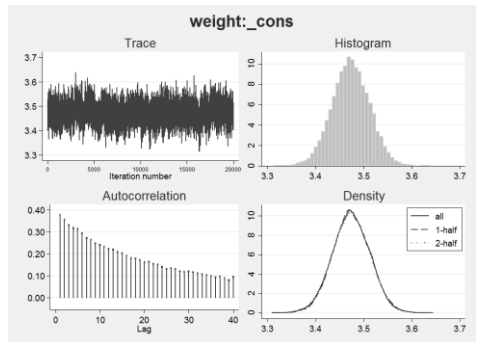 weight:_cons
Trace
3.7
3.6
3.5
3.4
3.3
0 5000 10000 15000 20000
Iteration number
Histogram
10
8
6
4
2
0
3.3 3.4 3.5 3.6 3.7
Autocorrelation
0.40
0.30
0.20
0.10
0.00
0 10 20 30 40
Lag
Density
10
8
6
4
2
0
all
1-half
2-half
3.3 3.4 3.5 3.6 3.7